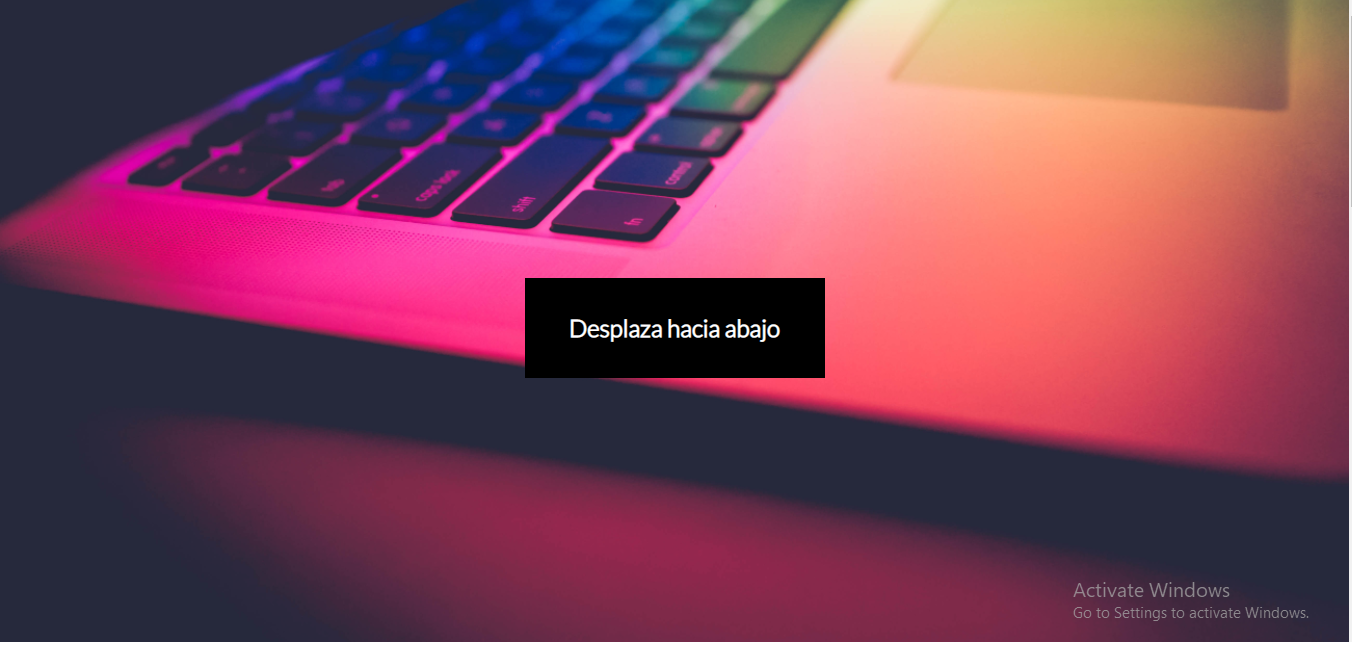 tab
caps lock
shift
fn
control
Desplaza hacia abajo
Activate Windows
Go to Settings to activate Windows.